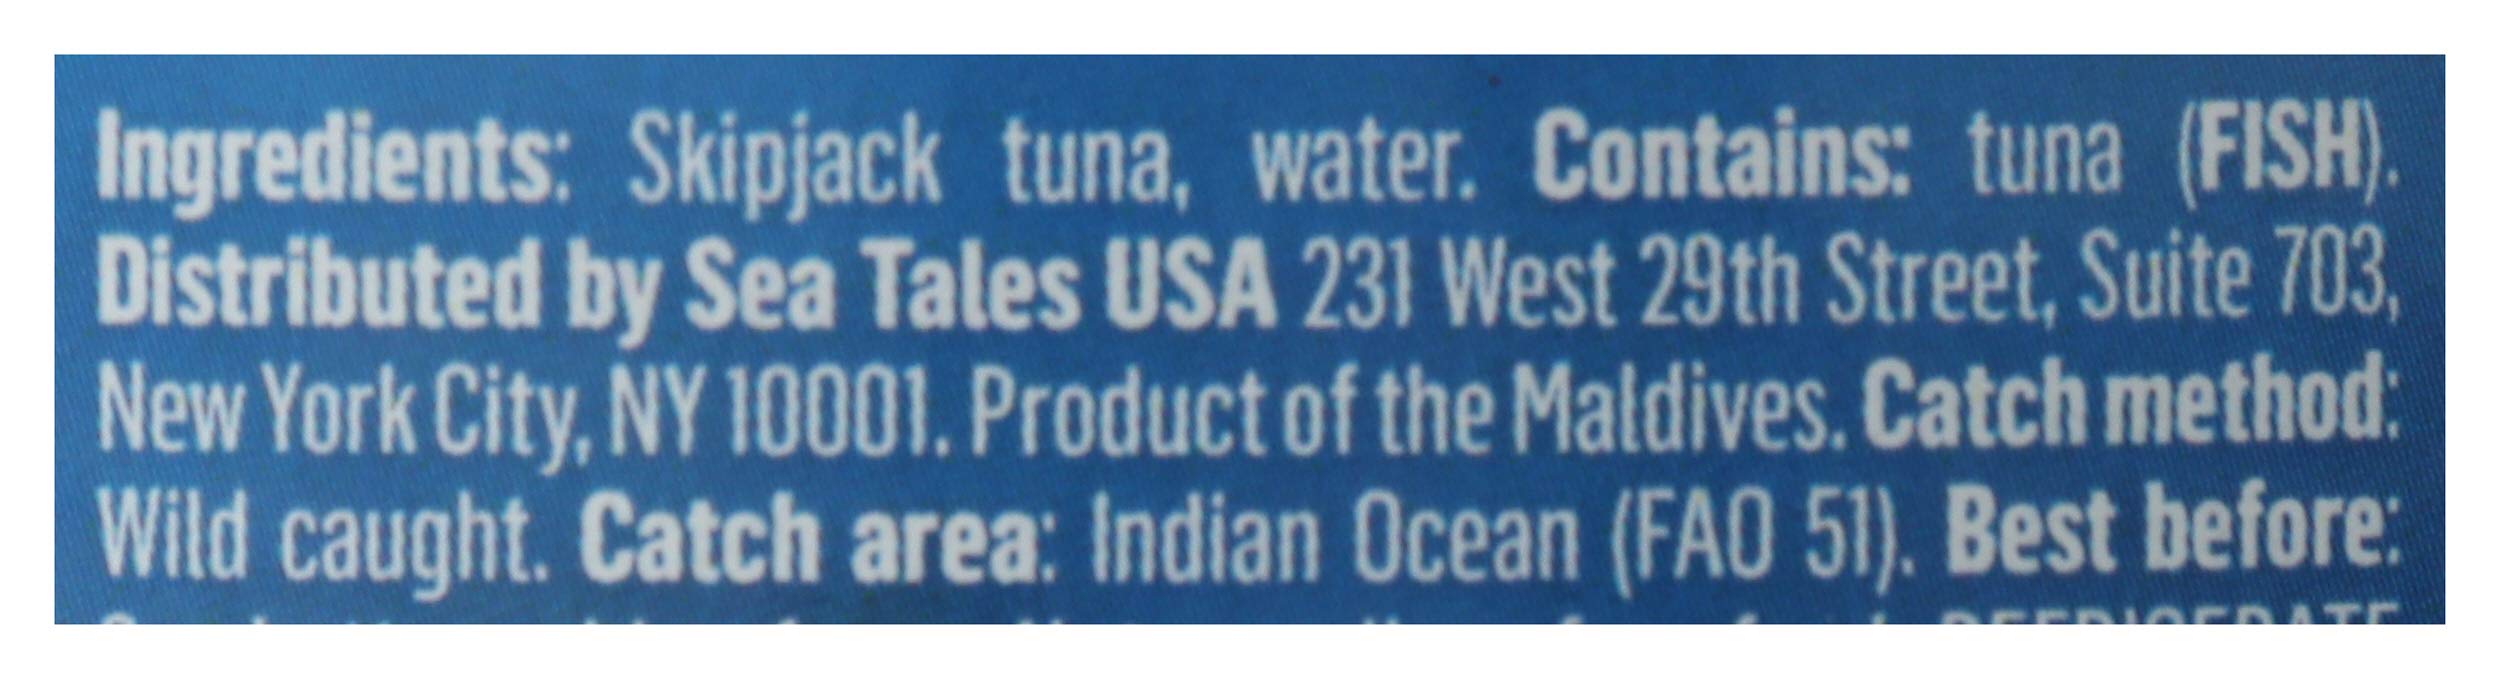 Ingredients: Skipjack tuna, water. Contains: tuna (FISH).
Distributed by Sea Tales USA 231 West 29th Street, Suite 703,
New York City, NY 10001. Product of the Maldives. Catch method:
Wild caught. Catch area: Indian Ocean (FAO 51). Best before:
REFRIGERATE